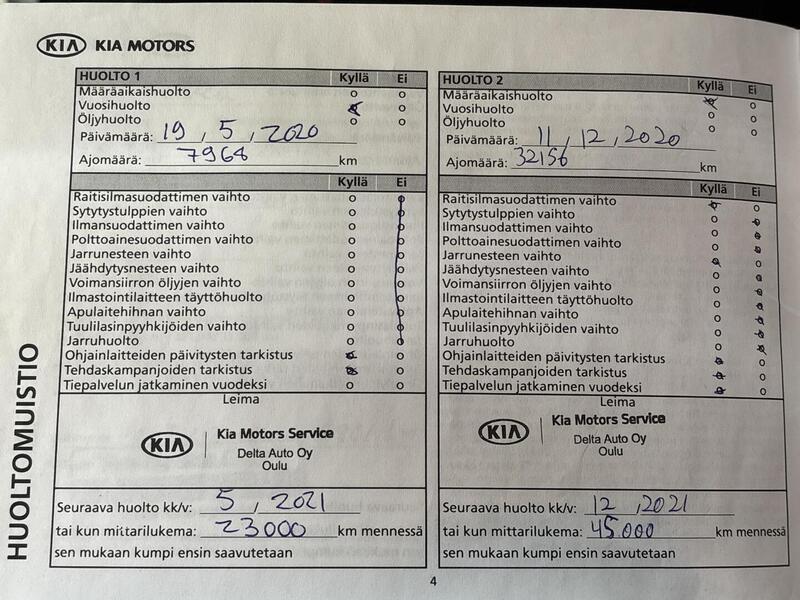 KIA KIA MOTORS
HUOLTO 1 Kyllä Ei
Määräaikaishuolto o o
Vuosihuolto o
Öljyhuolto o o
Päivämäärä: 19, 5, 2020
Ajomäärä: 7964 km
Kyllä Ei
Raitisilmasuodattimen vaihto o o
Sytytystulppien vaihto o o
Ilmansuodattimen vaihto o o
Polttoainesuodattimen vaihto o o
Jarrunesteen vaihto o o
Jäähdytysnesteen vaihto o o
Voimansiirron öljyjen vaihto o o
Ilmastointilaitteen täyttöhuolto o o
Apulaitehihnan vaihto o o
Tuulilasinpyyhkijöiden vaihto o o
Jarruhuolto o o
Ohjainlaitteiden päivitysten tarkistus o
Tehdaskampanjoiden tarkistus o
Tiepalvelun jatkaminen vuodeksi o o
Leima
KIA Kia Motors Service
Delta Auto Oy
Oulu
Seuraava huolto kk/v: 5, 2021
tai kun mittarilukema: 23000 km mennessä
sen mukaan kumpi ensin saavutetaan
HUOLTO 2 Kyllä Ei
Määräaikaishuolto o
Vuosihuolto o o
Öljyhuolto o o
Päivämäärä: 11, 12, 2020
Ajomäärä: 32156 km
Kyllä Ei
Raitisilmasuodattimen vaihto o
Sytytystulppien vaihto o
Ilmansuodattimen vaihto o
Polttoainesuodattimen vaihto o
Jarrunesteen vaihto o
Jäähdytysnesteen vaihto o
Voimansiirron öljyjen vaihto o
Ilmastointilaitteen täyttöhuolto o
Apulaitehihnan vaihto o
Tuulilasinpyyhkijöiden vaihto o
Jarruhuolto o
Ohjainlaitteiden päivitysten tarkistus o
Tehdaskampanjoiden tarkistus o
Tiepalvelun jatkaminen vuodeksi o
Leima
KIA Kia Motors Service
Delta Auto Oy
Oulu
Seuraava huolto kk/v: 12, 2021
tai kun mittarilukema: 45.000 km mennessä
sen mukaan kumpi ensin saavutetaan
HUOLTOMUISTIO
4